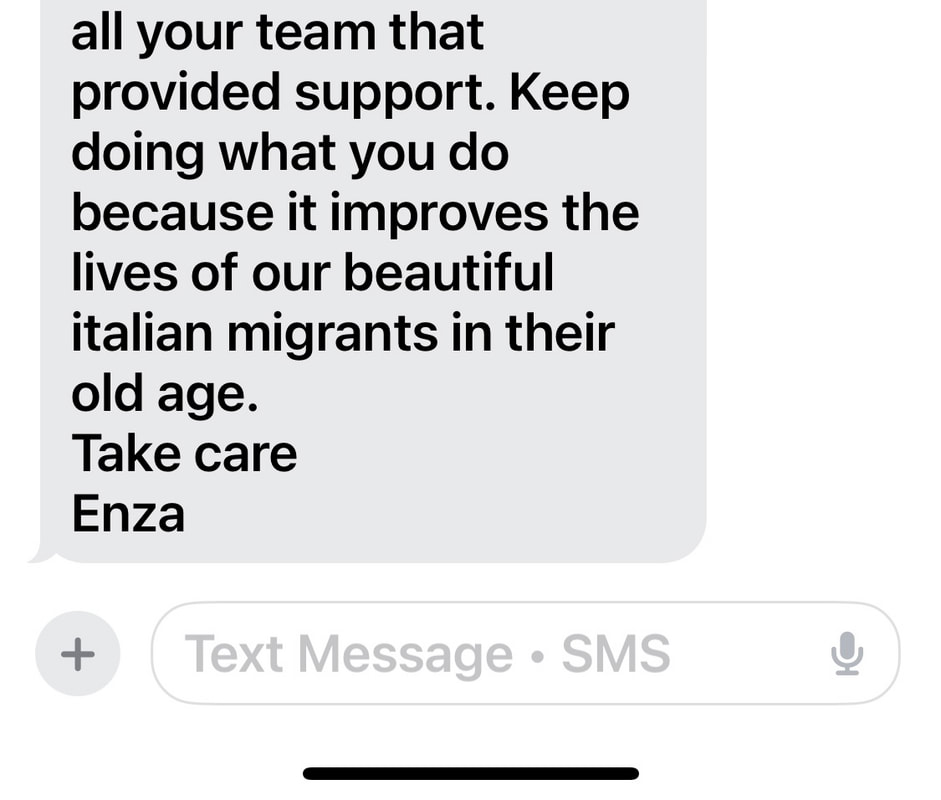 all your team that
provided support. Keep
doing what you do
because it improves the
lives of our beautiful
italian migrants in their
old age.
Take care
Enza
Text Message • SMS